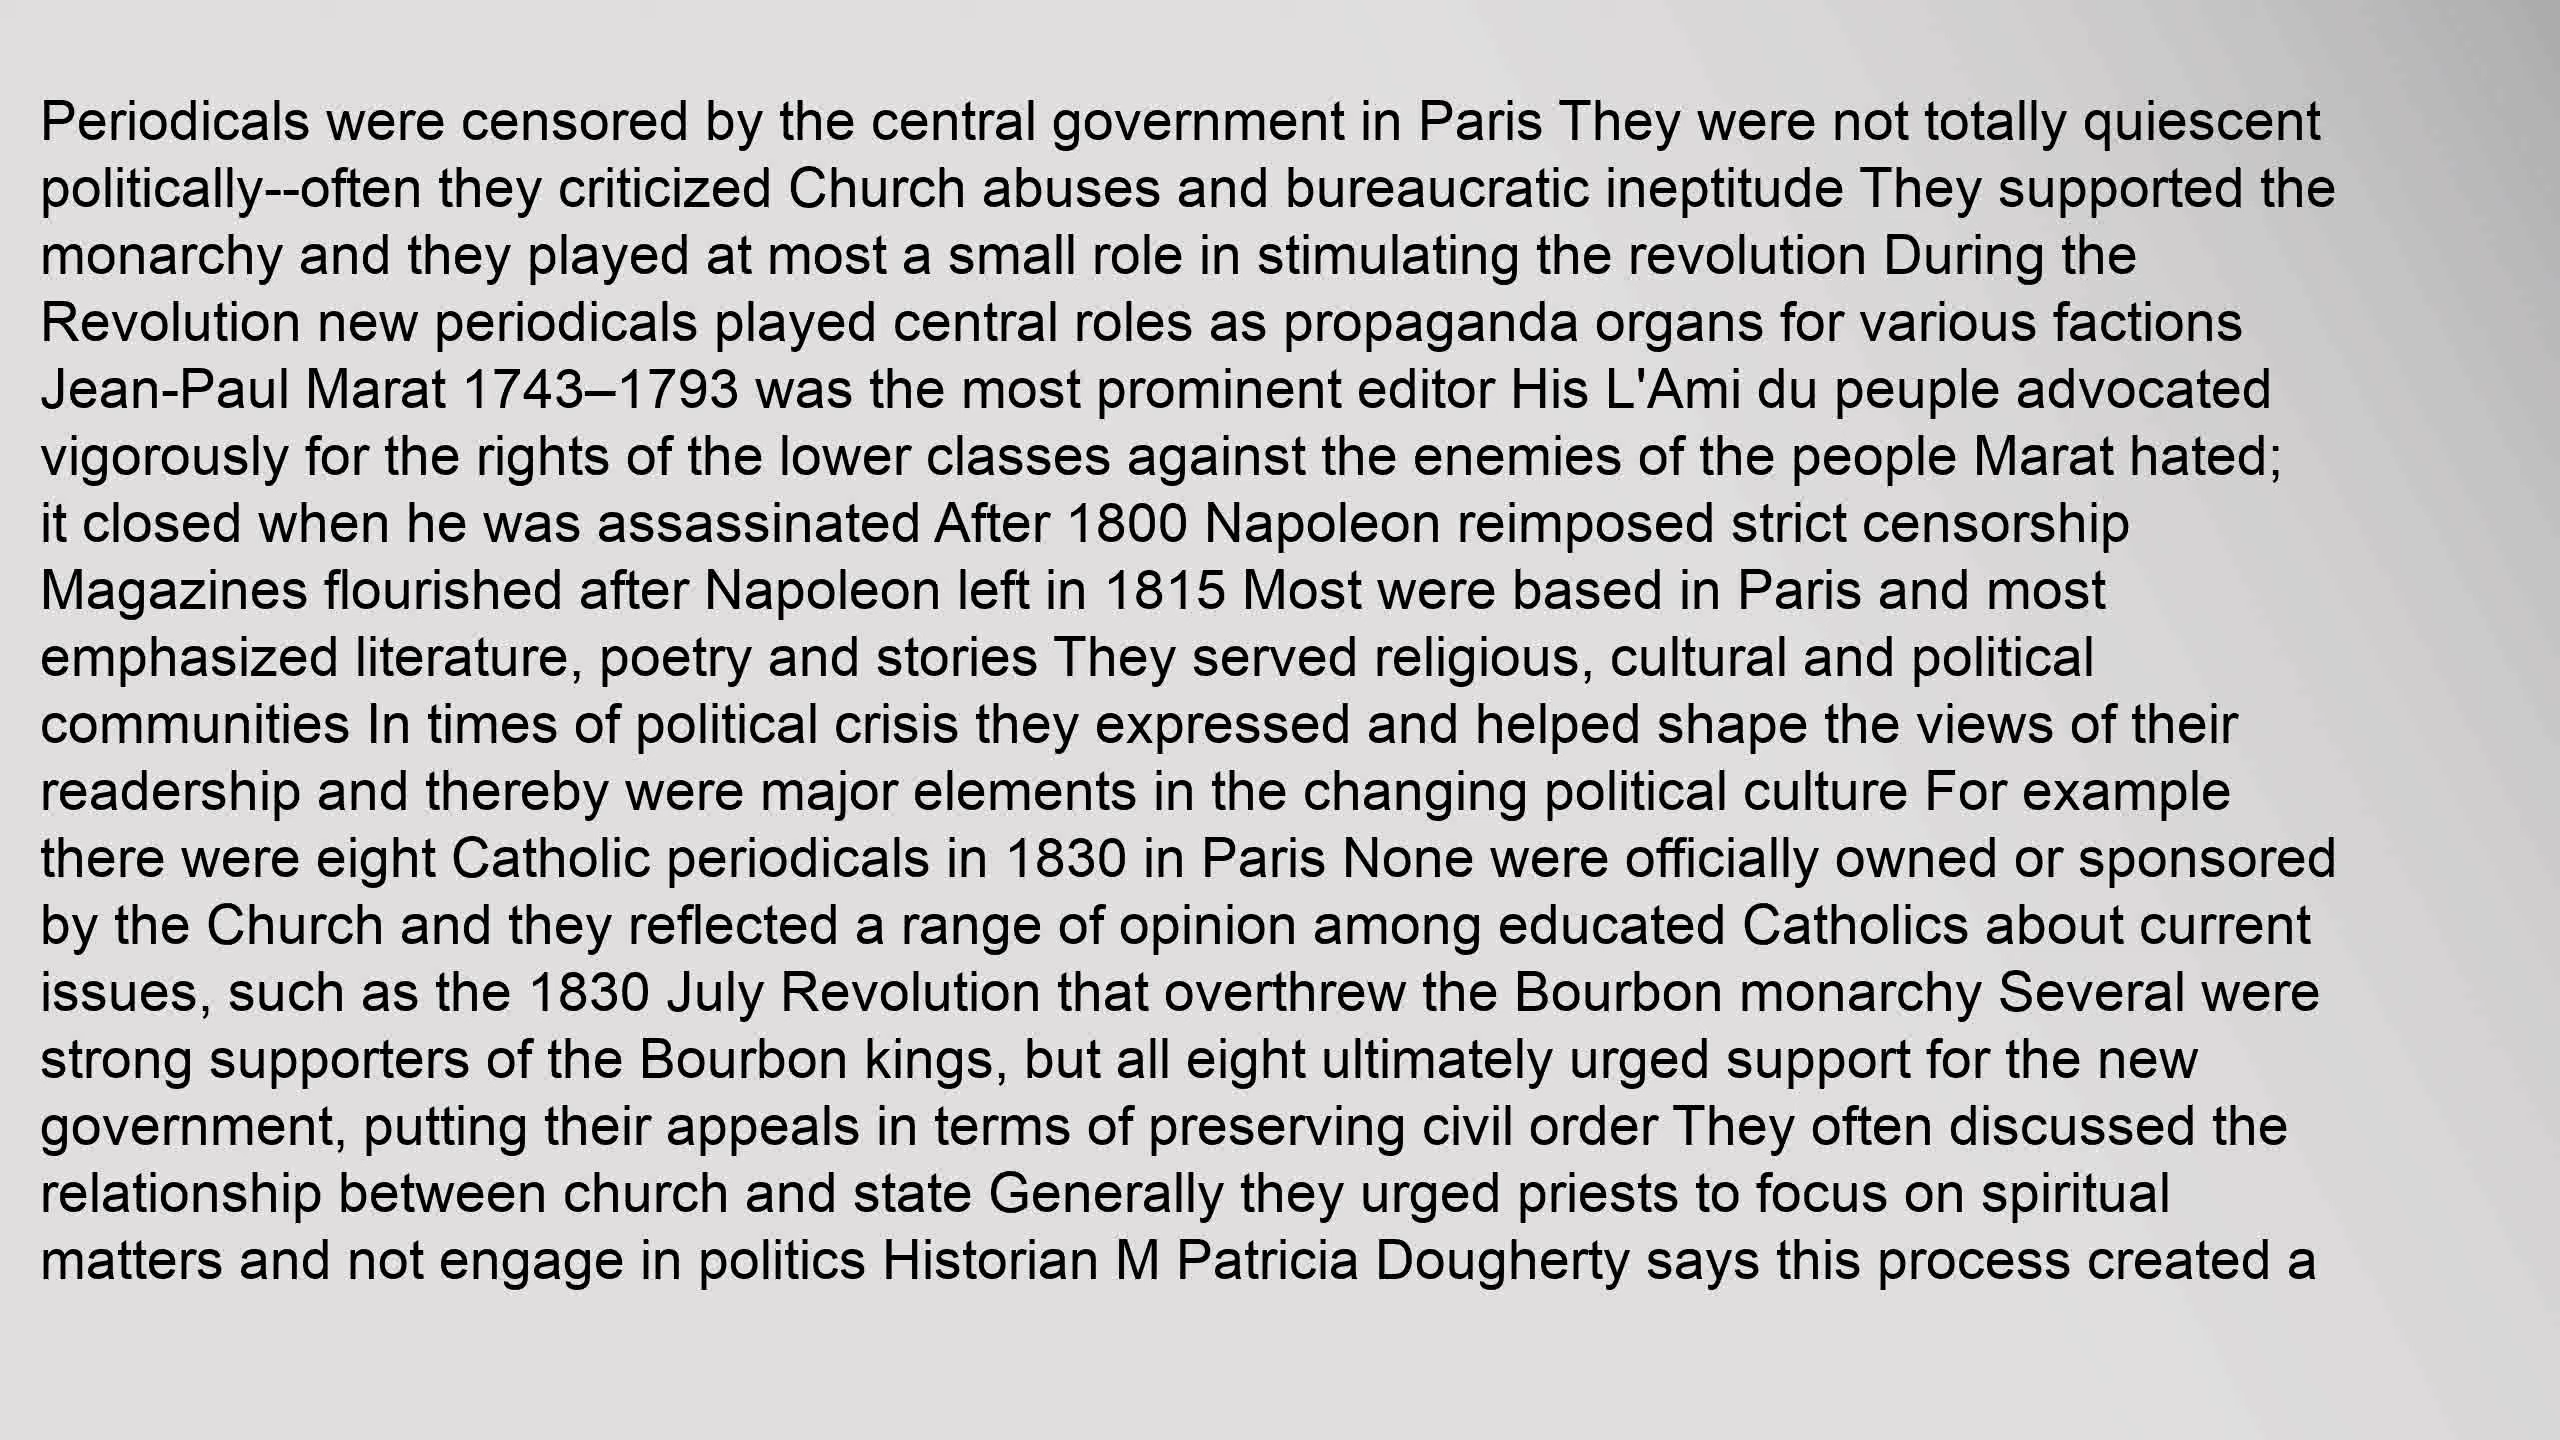 Periodicals were censored by the central government in Paris They were not totally quiescent
politically--often they criticized Church abuses and bureaucratic ineptitude They supported the
monarchy and they played at most a small role in stimulating the revolution During the
Revolution new periodicals played central roles as propaganda organs for various factions
Jean-Paul Marat 1743–1793 was the most prominent editor His L'Ami du peuple advocated
vigorously for the rights of the lower classes against the enemies of the people Marat hated;
it closed when he was assassinated After 1800 Napoleon reimposed strict censorship
Magazines flourished after Napoleon left in 1815 Most were based in Paris and most
emphasized literature, poetry and stories They served religious, cultural and political
communities In times of political crisis they expressed and helped shape the views of their
readership and thereby were major elements in the changing political culture For example
there were eight Catholic periodicals in 1830 in Paris None were officially owned or sponsored
by the Church and they reflected a range of opinion among educated Catholics about current
issues, such as the 1830 July Revolution that overthrew the Bourbon monarchy Several were
strong supporters of the Bourbon kings, but all eight ultimately urged support for the new
government, putting their appeals in terms of preserving civil order They often discussed the
relationship between church and state Generally they urged priests to focus on spiritual
matters and not engage in politics Historian M Patricia Dougherty says this process created a